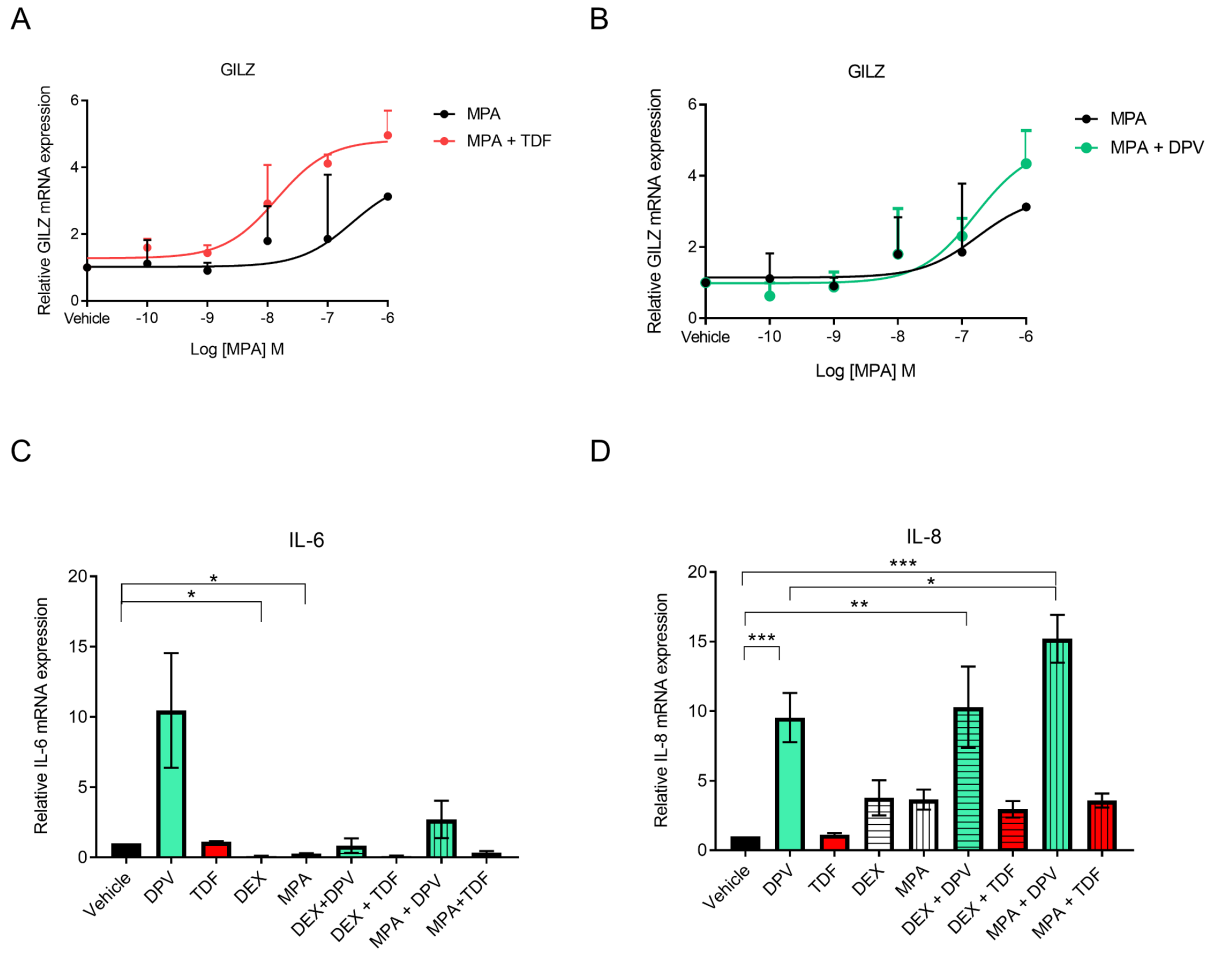 A
GILZ
Relative GILZ mRNA expression
6
4
2
0
Vehicle -10 -9 -8 -7 -6
Log [MPA] M
MPA
MPA + TDF
B
GILZ
Relative GILZ mRNA expression
6
4
2
0
Vehicle -10 -9 -8 -7 -6
Log [MPA] M
MPA
MPA + DPV
C
IL-6
Relative IL-6 mRNA expression
20
15
10
5
0
*
*
Vehicle
DPV
TDF
DEX
MPA
DEX+DPV
DEX + TDF
MPA + DPV
MPA+TDF
D
IL-8
Relative IL-8 mRNA expression
20
15
10
5
0
***
*
**
***
Vehicle
DPV
TDF
DEX
MPA
DEX + DPV
DEX + TDF
MPA + DPV
MPA + TDF